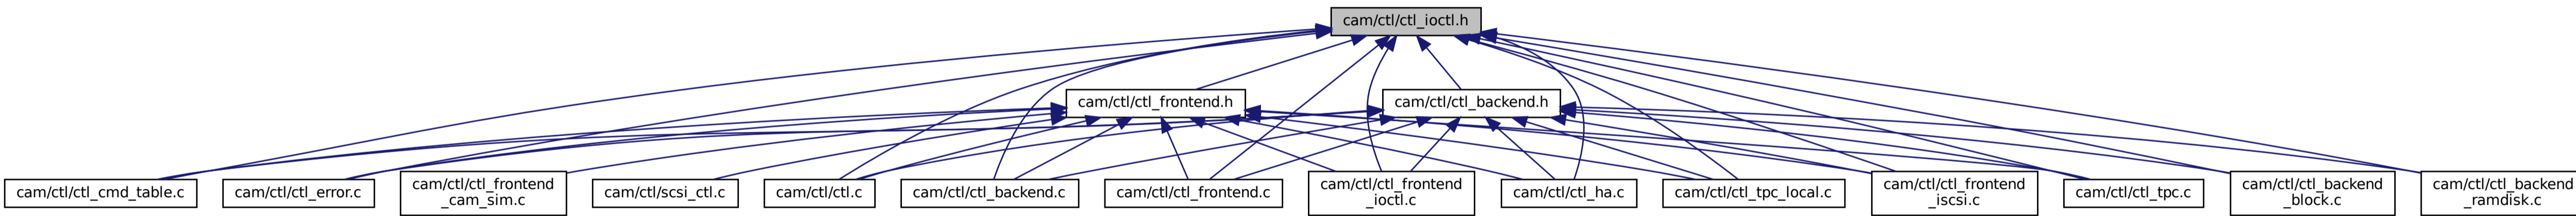 cam/ctl/ctl_ioctl.h
cam/ctl/ctl_frontend.h
cam/ctl/ctl_backend.h
cam/ctl/ctl_cmd_table.c
cam/ctl/ctl_error.c
cam/ctl/ctl_frontend
_cam_sim.c
cam/ctl/scsi_ctl.c
cam/ctl/ctl.c
cam/ctl/ctl_backend.c
cam/ctl/ctl_frontend.c
cam/ctl/ctl_frontend
_ioctl.c
cam/ctl/ctl_ha.c
cam/ctl/ctl_tpc_local.c
cam/ctl/ctl_frontend
_iscsi.c
cam/ctl/ctl_tpc.c
cam/ctl/ctl_backend
_block.c
cam/ctl/ctl_backend
_ramdisk.c